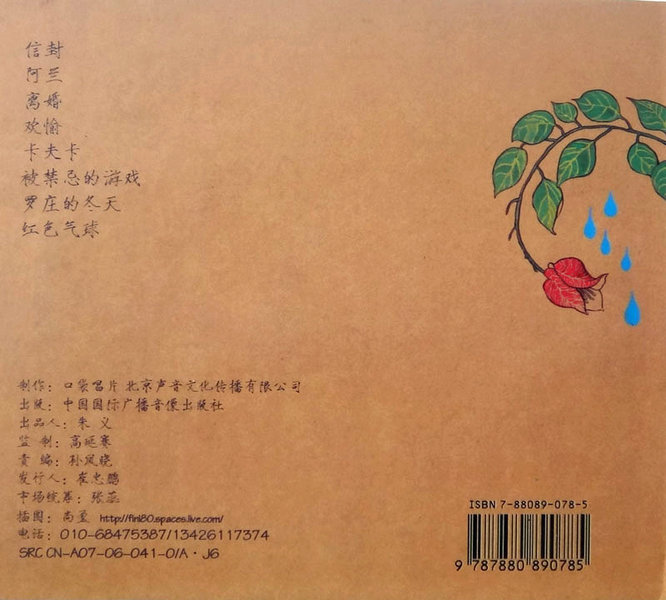 信封
阿兰
离婚
欢愉
卡夫卡
被禁忌的游戏
罗庄的冬天
红色气球
制作：口袋唱片 北京声音文化传播有限公司
出版：中国国际广播音像出版社
出品人：朱 义
监 制：高延寒
责 编：孙凤晓
发行人：崔忠鹏
市场统筹：张蕊
插图：尚盈 http://fini80.spaces.live.com/
电话：010-68475387/13426117374
SRC CN-A07-06-041-0/A·J6
ISBN 7-88089-078-5
9 787880 890785